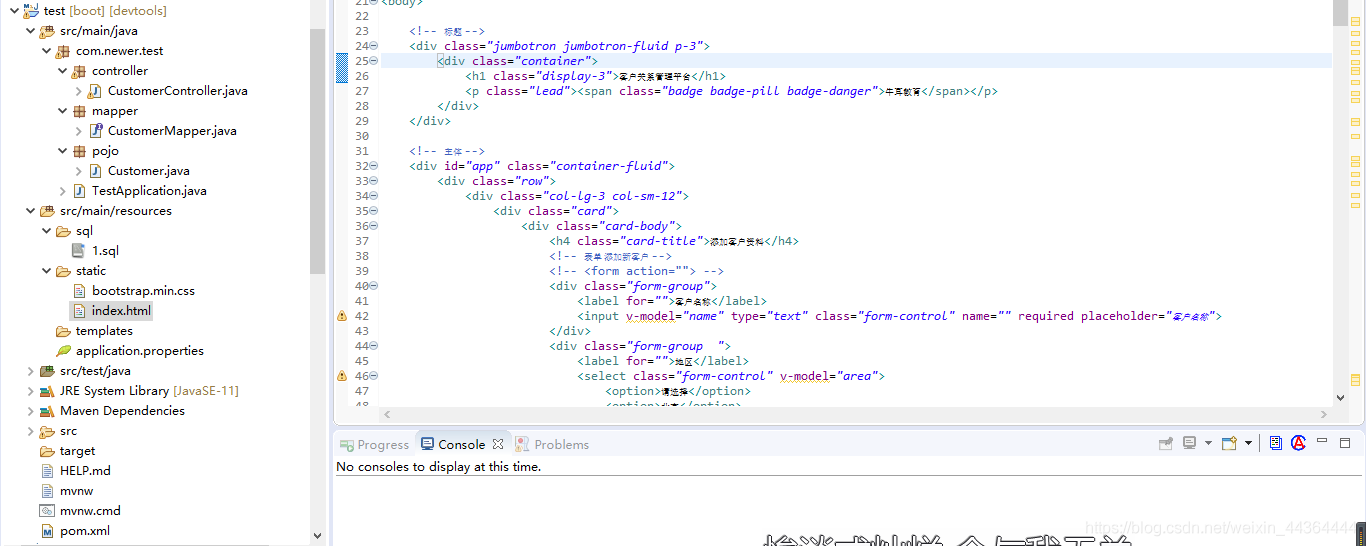 test [boot] [devtools]
src/main/java
com.newer.test
controller
CustomerController.java
mapper
CustomerMapper.java
pojo
Customer.java
TestApplication.java
src/main/resources
sql
1.sql
static
bootstrap.min.css
index.html
templates
application.properties
src/test/java
JRE System Library [JavaSE-11]
Maven Dependencies
src
target
HELP.md
mvnw
mvnw.cmd
pom.xml
21 <body>
22
23 <!-- 标题 -->
24 <div class="jumbotron jumbotron-fluid p-3">
25 <div class="container">
26 <h1 class="display-3">客户关系管理平台</h1>
27 <p class="lead"><span class="badge badge-pill badge-danger">牛耳教育</span></p>
28 </div>
29 </div>
30
31 <!-- 主体 -->
32 <div id="app" class="container-fluid">
33 <div class="row">
34 <div class="col-lg-3 col-sm-12">
35 <div class="card">
36 <div class="card-body">
37 <h4 class="card-title">添加客户资料</h4>
38 <!-- 表单 添加新客户 -->
39 <!-- <form action=""> -->
40 <div class="form-group">
41 <label for="">客户名称</label>
42 <input v-model="name" type="text" class="form-control" name="" required placeholder="客户名称">
43 </div>
44 <div class="form-group  ">
45 <label for="">地区</label>
46 <select class="form-control" v-model="area">
47 <option>请选择</option>
48 <option>北京</option>
Progress
Console
Problems
No consoles to display at this time.
https://blog.csdn.net/weixin_44364444